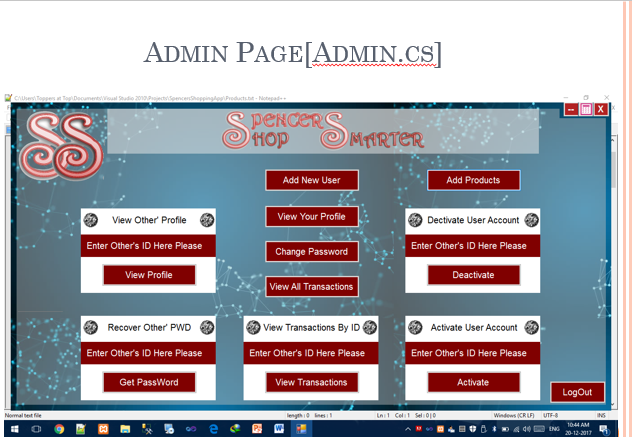 ADMIN PAGE[ADMIN.CS]
C:\Users\Toppers at Top\Documents\Visual Studio 2010\Projects\SpencerShoppingApp\Products.txt - Notepad++
SS
SPENCER SHOP SMARTER
-- X
Add New User
Add Products
View Your Profile
Change Password
View All Transactions
View Other' Profile
Enter Other's ID Here Please
View Profile
Dectivate User Account
Enter Other's ID Here Please
Deactivate
Recover Other' PWD
Enter Other's ID Here Please
Get PassWord
View Transactions By ID
Enter Other's ID Here Please
View Transactions
Activate User Account
Enter Other's ID Here Please
Activate
LogOut
Normal text file length : 0 lines : 1 Ln : 1 Col : 1 Sel : 0 | 0 Windows (CR LF) UTF-8 INS
ENG 10:44 AM
20-12-2017